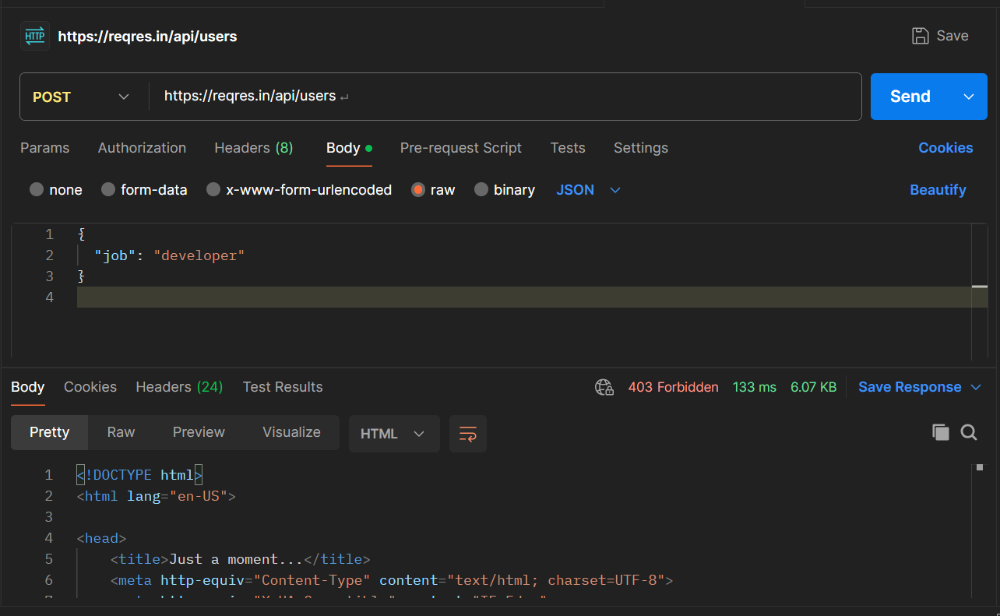 HTTP https://reqres.in/api/users Save
POST https://reqres.in/api/users ↵ Send
Params Authorization Headers (8) Body Pre-request Script Tests Settings Cookies
none form-data x-www-form-urlencoded raw binary JSON Beautify
1 {
2 "job": "developer"
3 }
4
Body Cookies Headers (24) Test Results 403 Forbidden 133 ms 6.07 KB Save Response
Pretty Raw Preview Visualize HTML
1 <!DOCTYPE html>
2 <html lang="en-US">
3
4 <head>
5 <title>Just a moment...</title>
6 <meta http-equiv="Content-Type" content="text/html; charset=UTF-8">